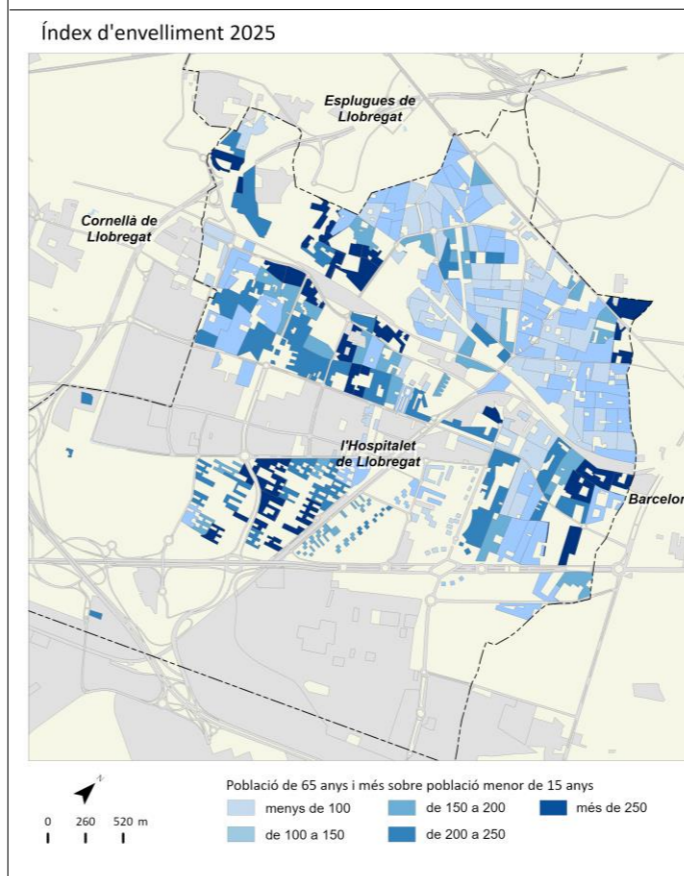 Índex d'envelliment 2025
Esplugues de
Llobregat
Cornellà de
Llobregat
l'Hospitalet
de Llobregat
Barcelon
N
0 260 520 m
Població de 65 anys i més sobre població menor de 15 anys
menys de 100
de 150 a 200
més de 250
de 100 a 150
de 200 a 250